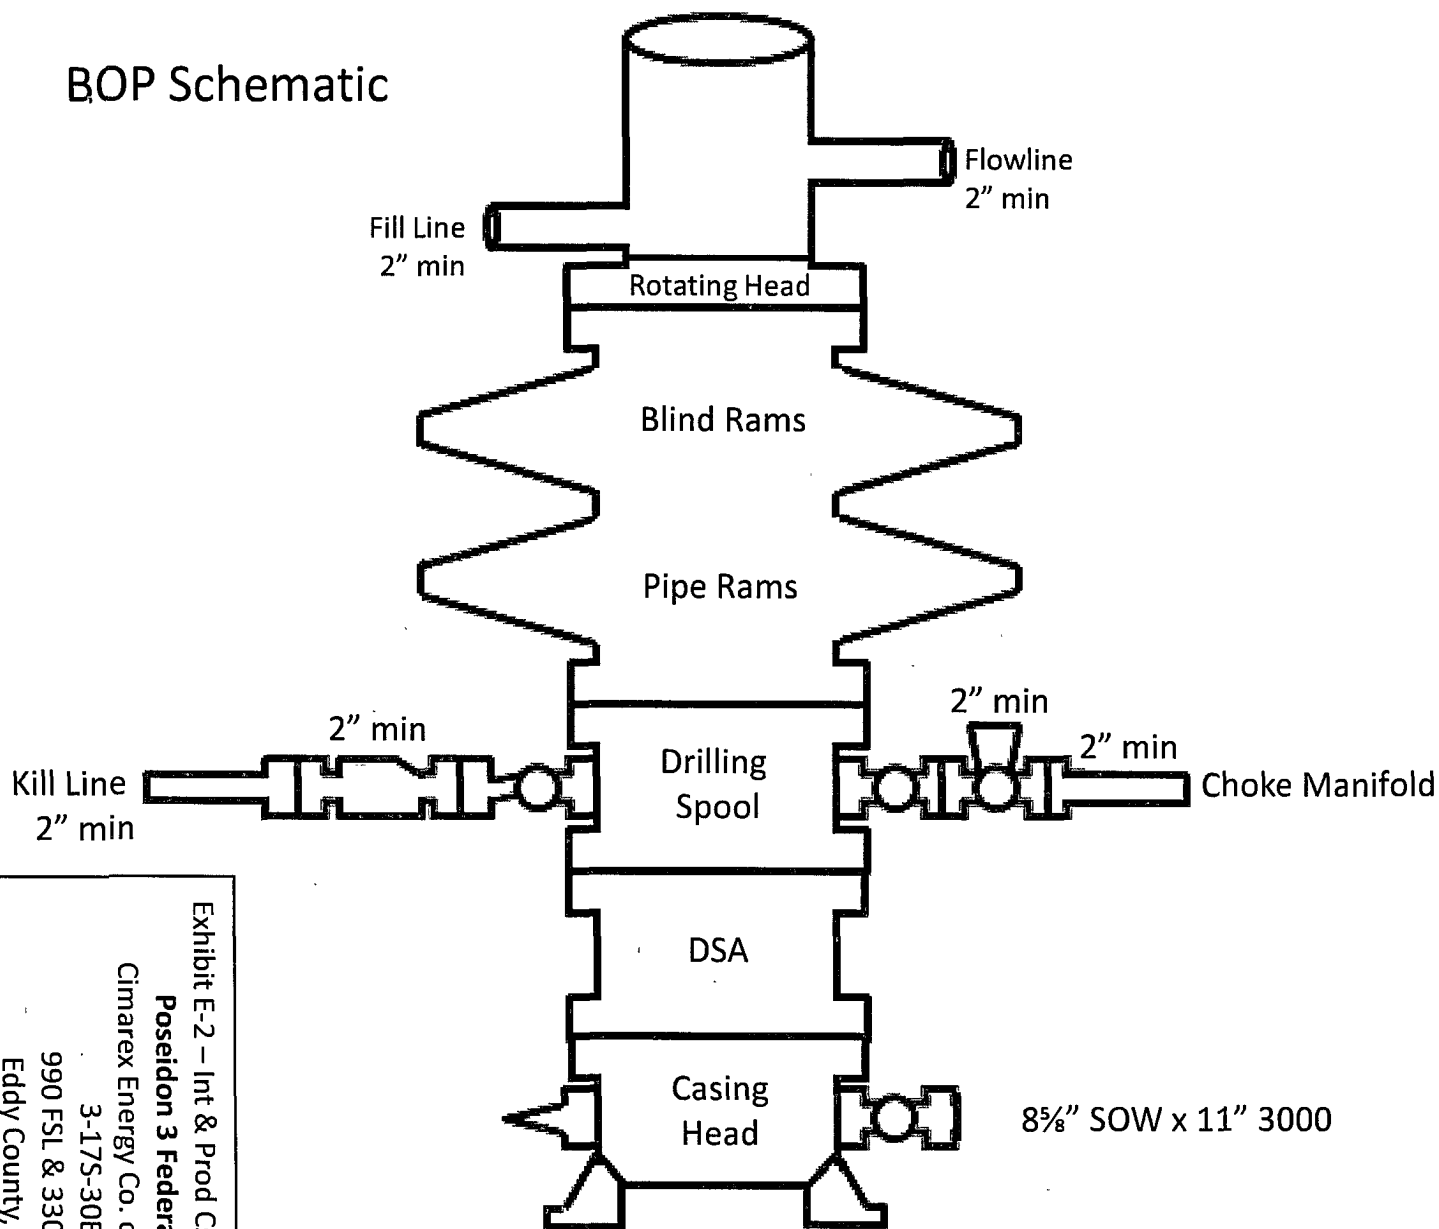 BOP Schematic
Flowline
2” min
Fill Line
2” min
Rotating Head
Blind Rams
Pipe Rams
2” min
2” min
2” min
Kill Line
2” min
Drilling
Spool
Choke Manifold
DSA
Casing
Head
8⅝” SOW x 11” 3000
Exhibit E-2 – Int & Prod
Poseidon 3
Cimarex Energy Co.
3-17S-30E
990 FSL & 330
Eddy County,